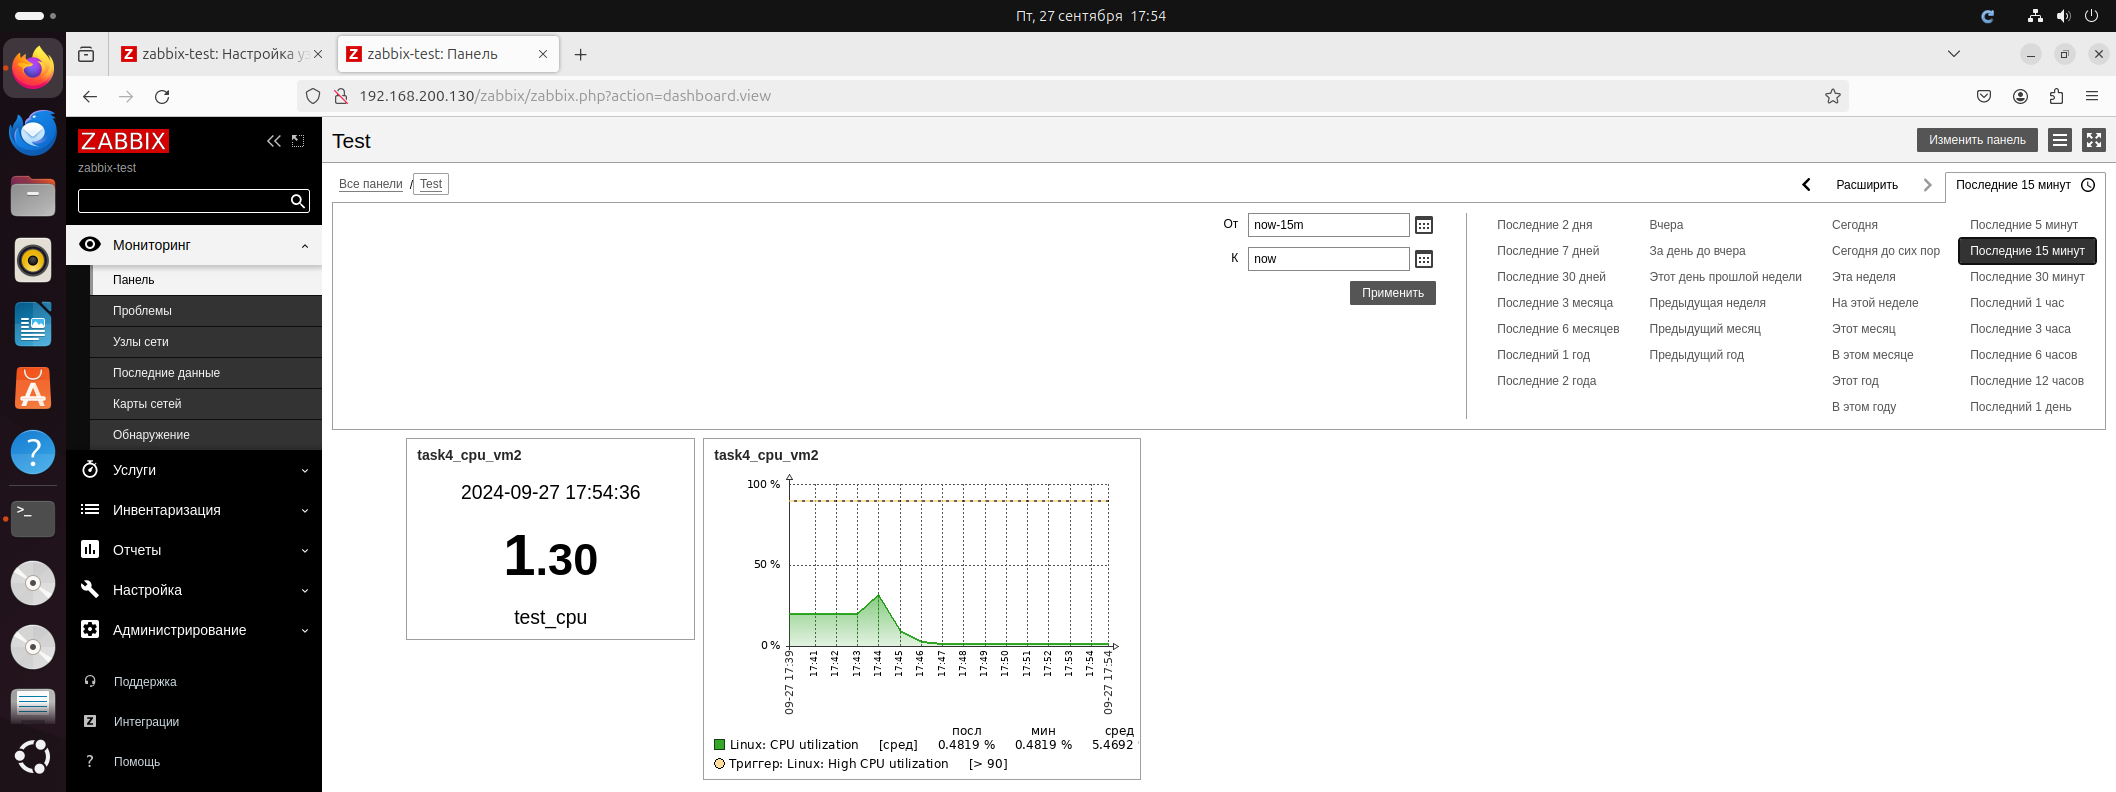 Пт, 27 сентября 17:54
zabbix-test: Настройка уз
zabbix-test: Панель
192.168.200.130/zabbix/zabbix.php?action=dashboard.view
ZABBIX
zabbix-test
Мониторинг
Панель
Проблемы
Узлы сети
Последние данные
Карты сетей
Обнаружение
Услуги
Инвентаризация
Отчеты
Настройка
Администрирование
Поддержка
Интеграции
Помощь
Test
Изменить панель
Все панели / Test
Расширить
Последние 15 минут
От now-15m
К now
Применить
Последние 2 дня
Последние 7 дней
Последние 30 дней
Последние 3 месяца
Последние 6 месяцев
Последний 1 год
Последние 2 года
Вчера
За день до вчера
Этот день прошлой недели
Предыдущая неделя
Предыдущий месяц
Предыдущий год
Сегодня
Сегодня до сих пор
Эта неделя
На этой неделе
Этот месяц
В этом месяце
Этот год
В этом году
Последние 5 минут
Последние 15 минут
Последние 30 минут
Последний 1 час
Последние 3 часа
Последние 6 часов
Последние 12 часов
Последний 1 день
task4_cpu_vm2
2024-09-27 17:54:36
1.30
test_cpu
task4_cpu_vm2
100 %
50 %
0 %
09-27 17:39
17:41
17:42
17:43
17:44
17:45
17:46
17:47
17:48
17:49
17:50
17:51
17:52
17:53
17:54
09-27 17:54
посл мин сред
Linux: CPU utilization [сред] 0.4819 % 0.4819 % 5.4692
Триггер: Linux: High CPU utilization [> 90]